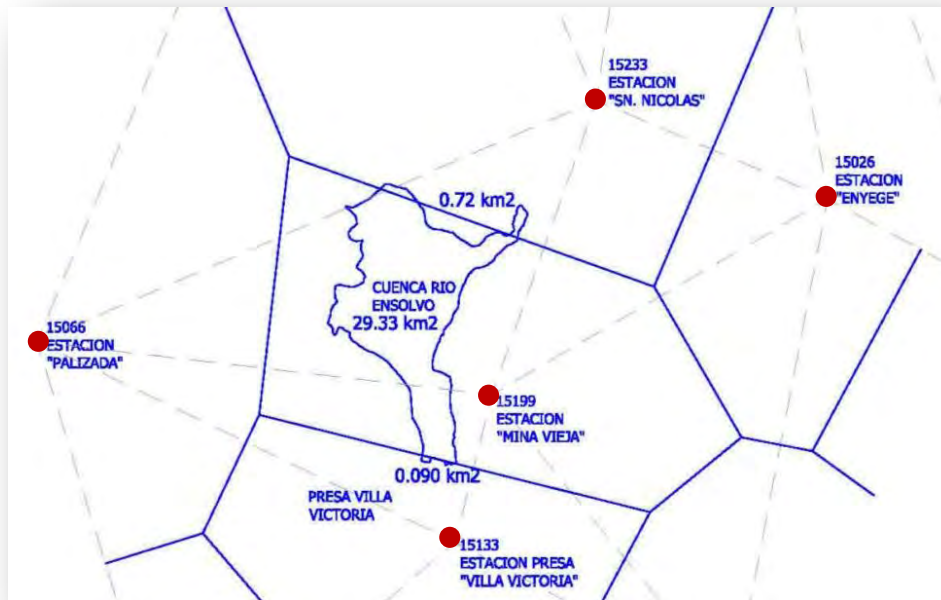 15233
ESTACION
"SN. NICOLAS"
15026
ESTACION
"ENYEGE"
0.72 km2
CUENCA RIO
ENSOLVO
29.33 km2
15066
ESTACION
"PALIZADA"
15199
ESTACION
"MINA VIEJA"
0.090 km2
PRESA VILLA
VICTORIA
15133
ESTACION PRESA
"VILLA VICTORIA"